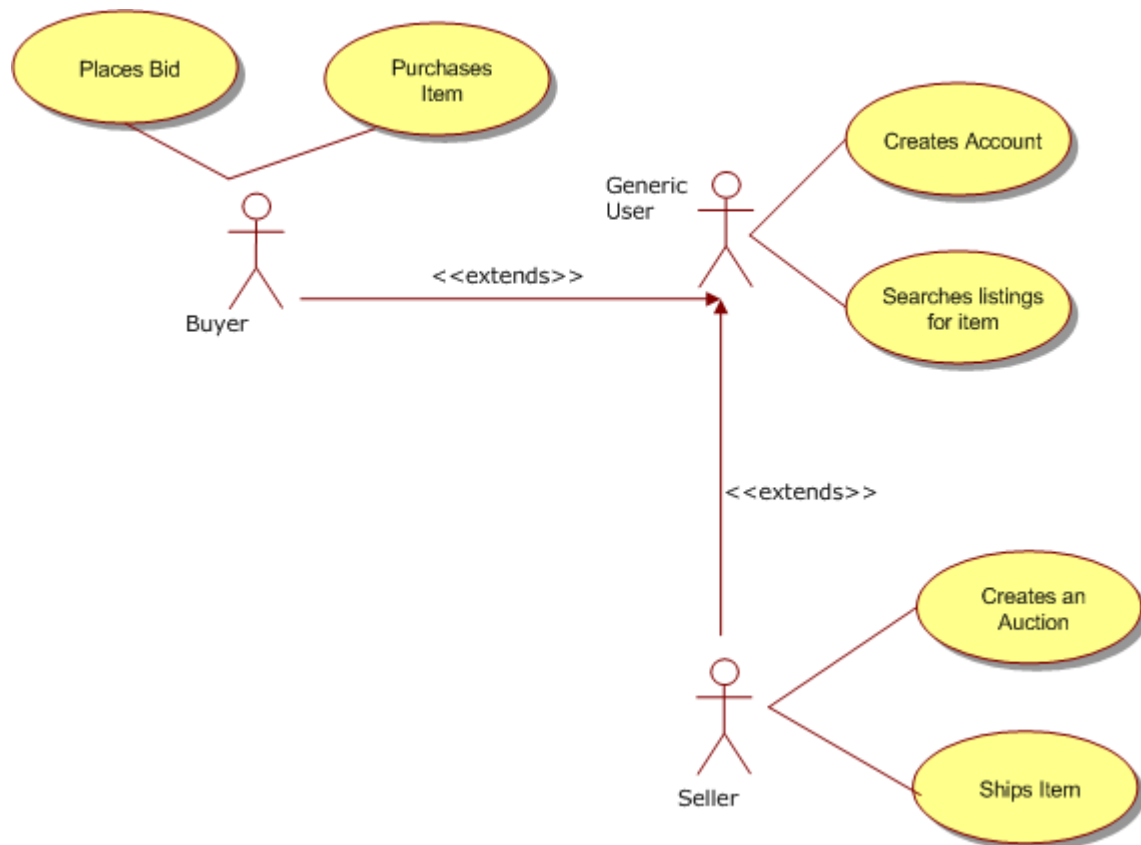 Places Bid
Purchases
Item
Creates Account
Generic
User
Searches listings
for item
<<extends>>
Buyer
<<extends>>
Creates an
Auction
Ships Item
Seller